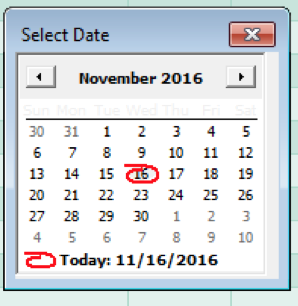 Select Date
November 2016
Sun Mon Tue Wed Thu Fri Sat
30 31 1 2 3 4 5
6 7 8 9 10 11 12
13 14 15 16 17 18 19
20 21 22 23 24 25 26
27 28 29 30 1 2 3
4 5 6 7 8 9 10
Today: 11/16/2016